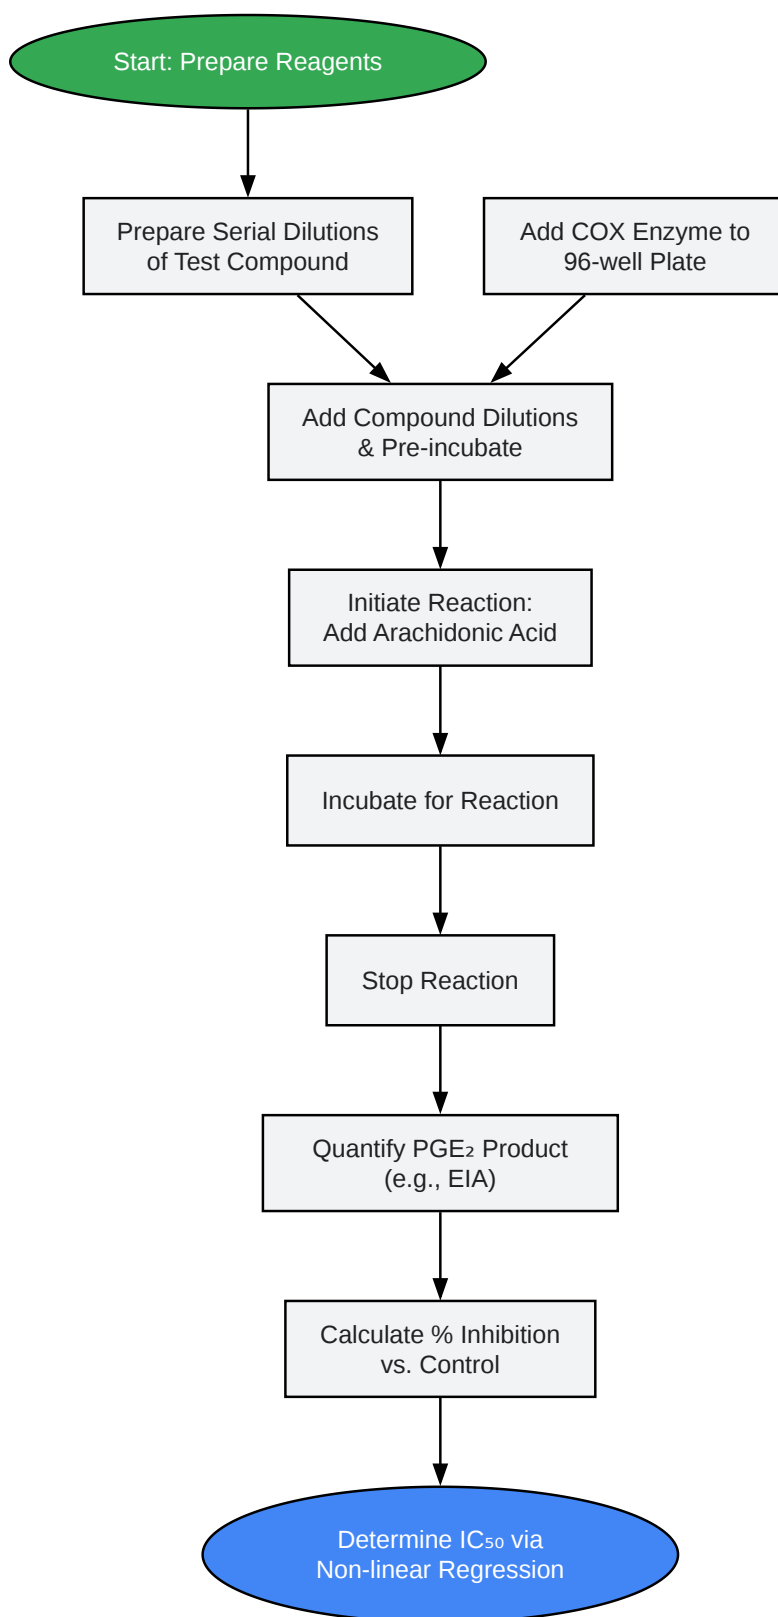 Start: Prepare Reagents
Prepare Serial Dilutions
of Test Compound
Add COX Enzyme to
96-well Plate
Add Compound Dilutions
& Pre-incubate
Initiate Reaction:
Add Arachidonic Acid
Incubate for Reaction
Stop Reaction
Quantify PGE₂ Product
(e.g., EIA)
Calculate % Inhibition
vs. Control
Determine IC₅₀ via
Non-linear Regression